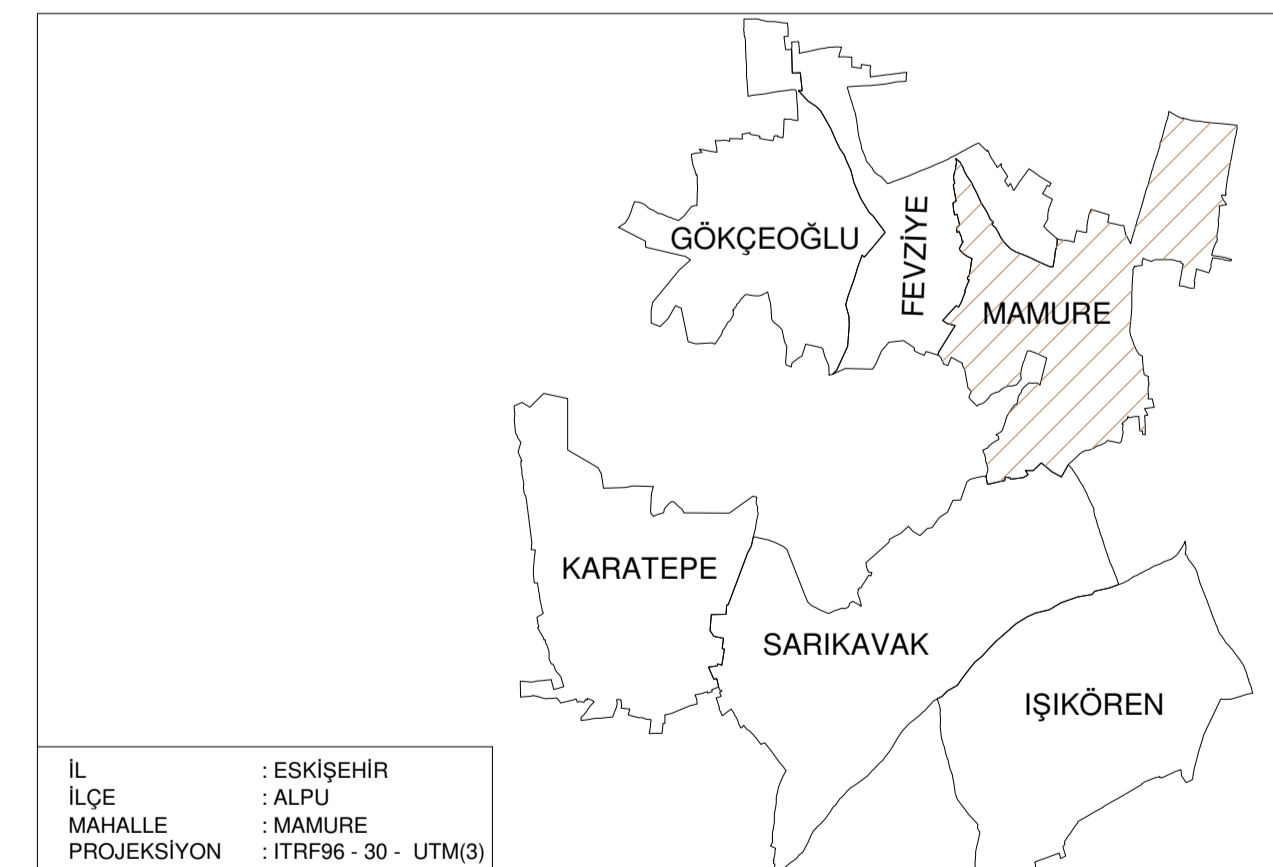 GÖKÇEOĞLU
FEVZİYE
MAMURE
KARATEPE
SARIKAVAK
IŞIKÖREN
İL : ESKİŞEHİR
İLÇE : ALPU
MAHALLE : MAMURE
PROJEKSİYON : ITRF96 - 30 - UTM(3)